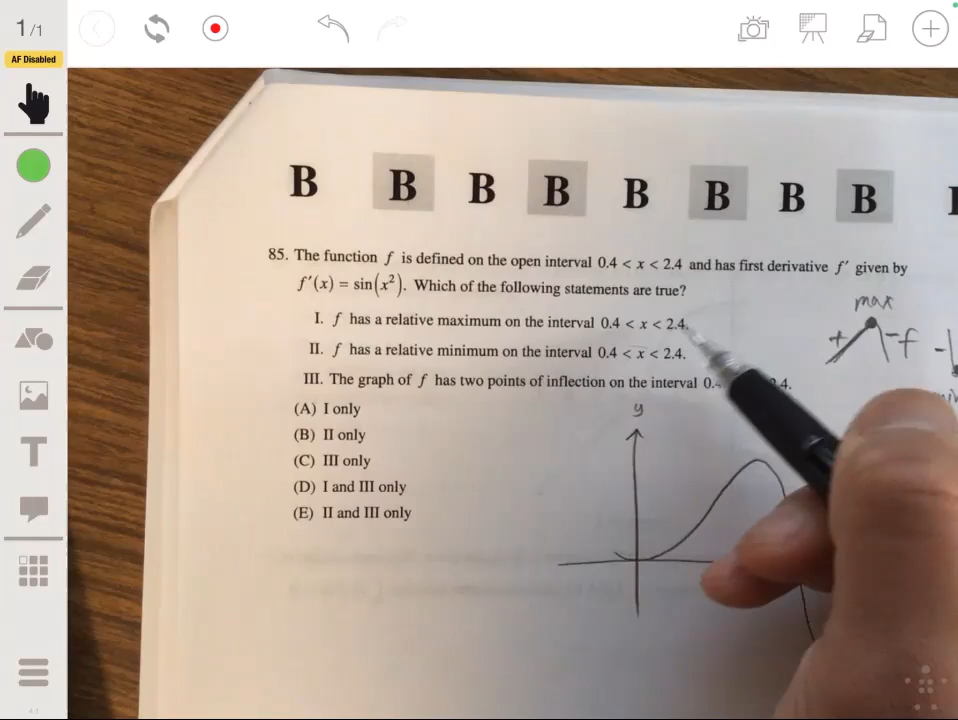 1/1
AF Disabled
B B B B B B B B
85. The function f is defined on the open interval 0.4 < x < 2.4 and has first derivative f′ given by
f′(x) = sin(x²). Which of the following statements are true?
max
I. f has a relative maximum on the interval 0.4 < x < 2.4.
+ - f -
II. f has a relative minimum on the interval 0.4 < x < 2.4.
III. The graph of f has two points of inflection on the interval 0. 4.
(A) I only
y
(B) II only
(C) III only
(D) I and III only
(E) II and III only
T